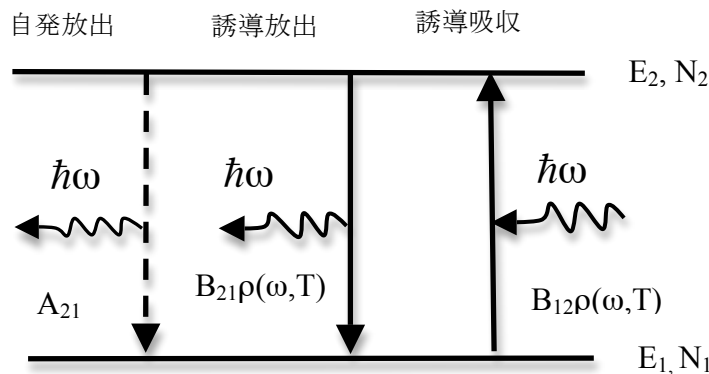 自発放出 誘導放出 誘導吸収
E₂, N₂
ℏω ℏω ℏω
A₂₁ B₂₁ρ(ω,T) B₁₂ρ(ω,T)
E₁, N₁